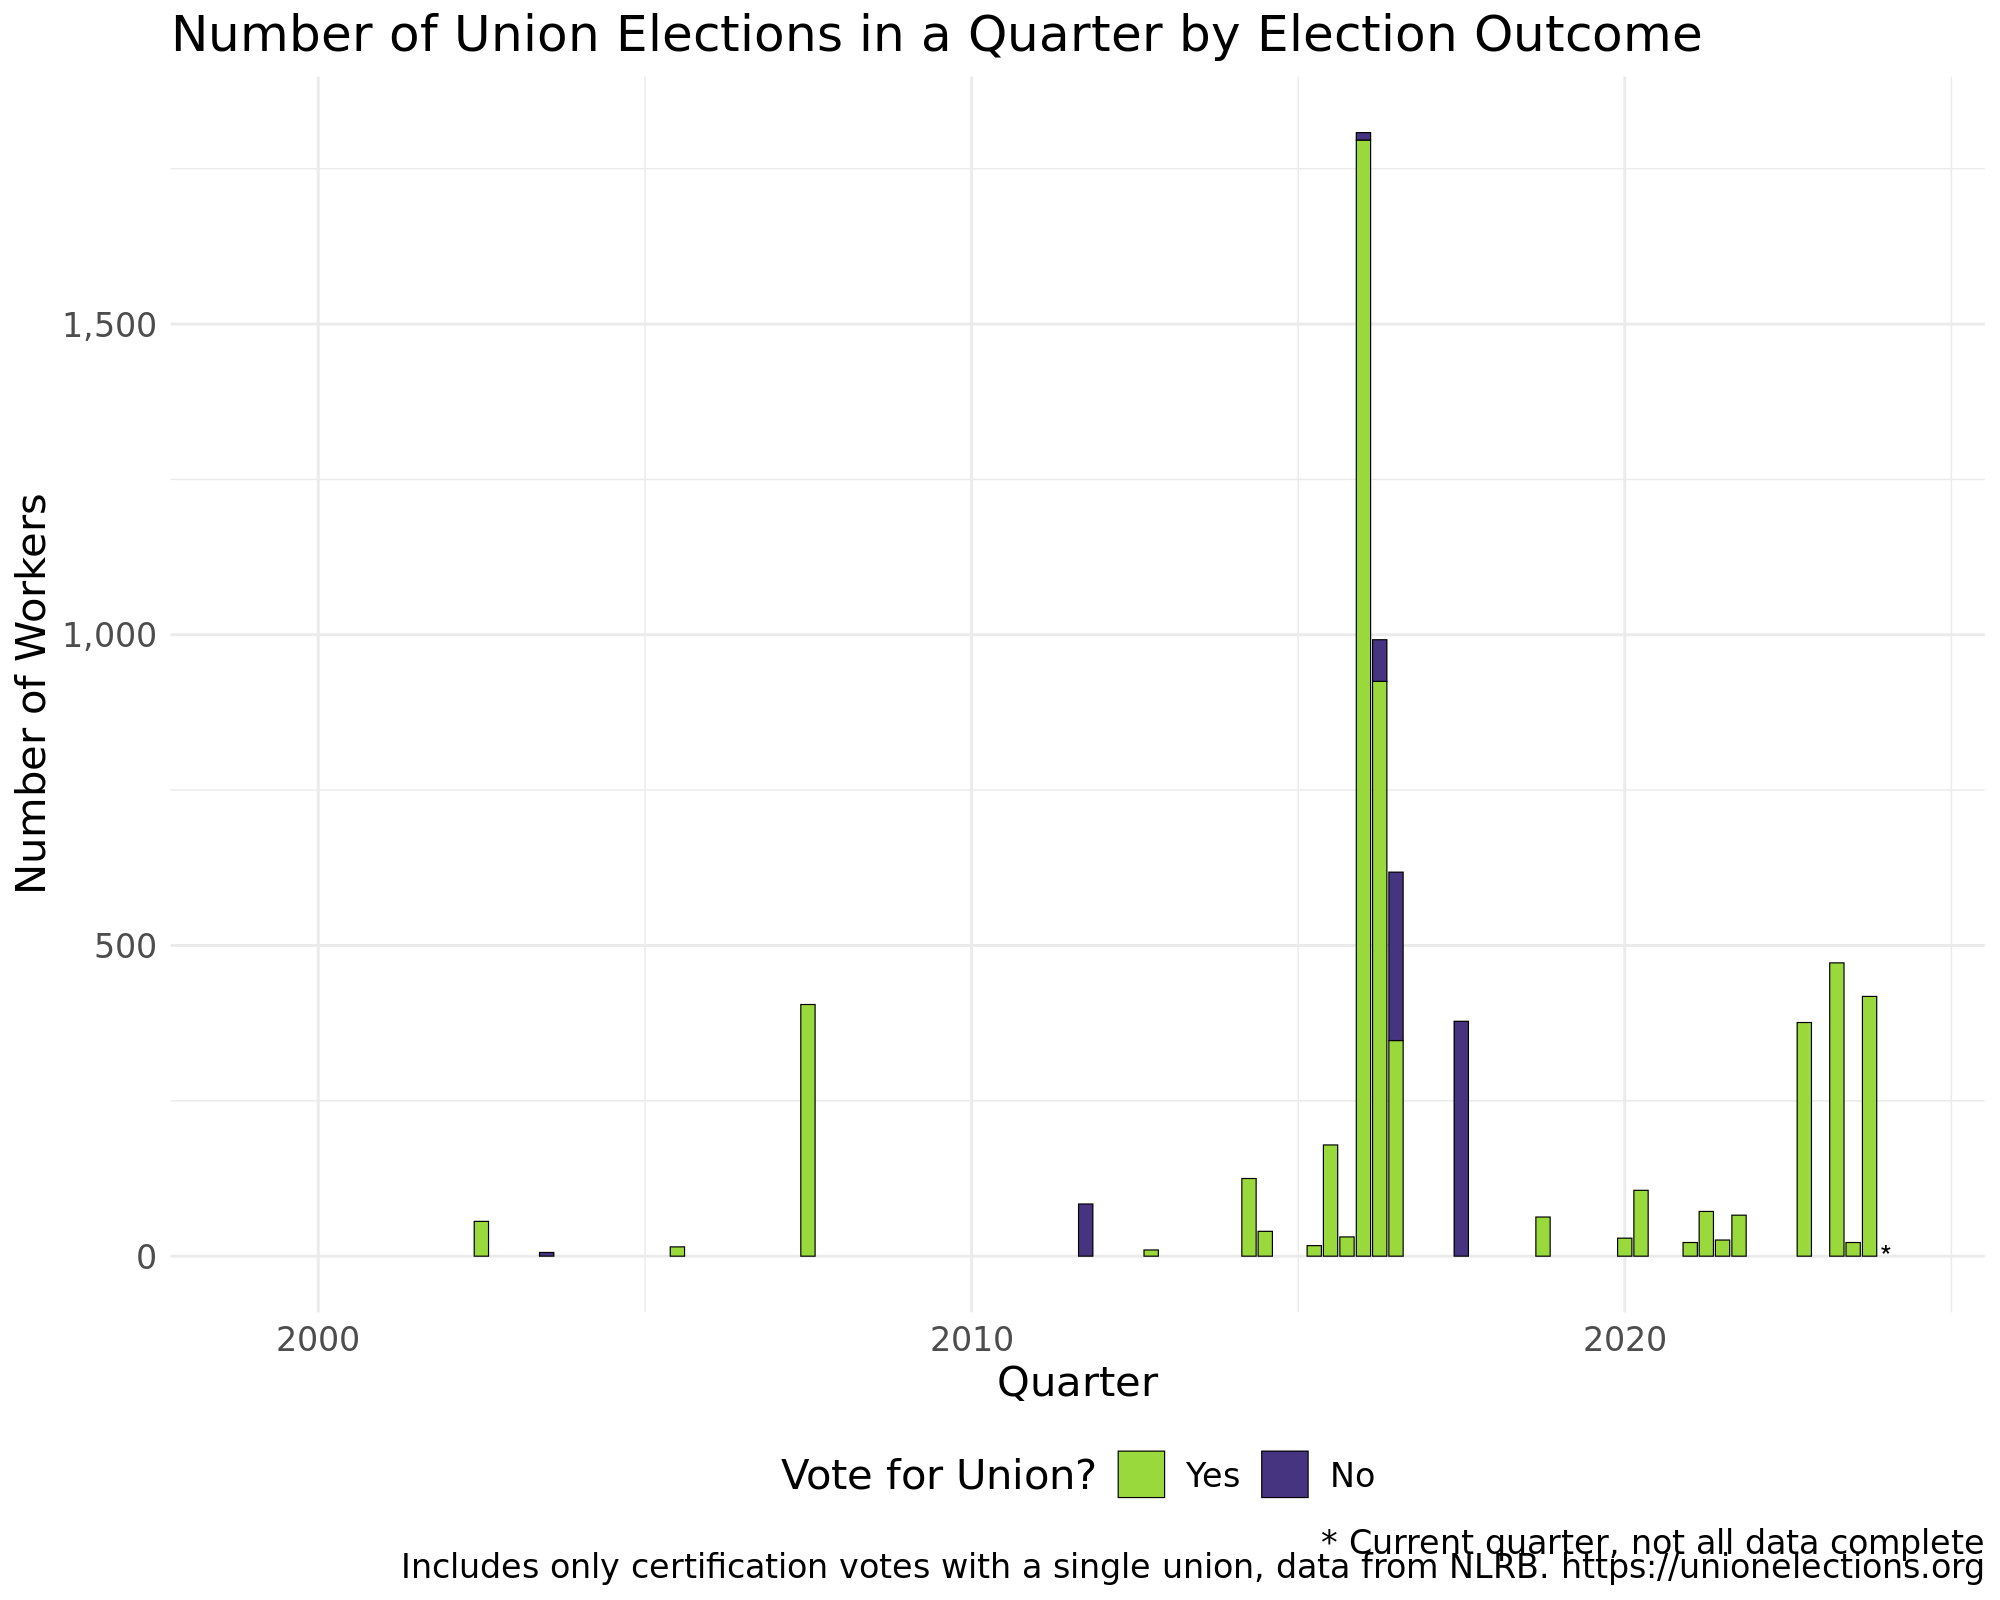 Number of Union Elections in a Quarter by Election Outcome
Number of Workers
1,500
1,000
500
0
*
2000 2010 2020
Quarter
Vote for Union? Yes No
* Current quarter, not all data complete
Includes only certification votes with a single union, data from NLRB. https://unionelections.org